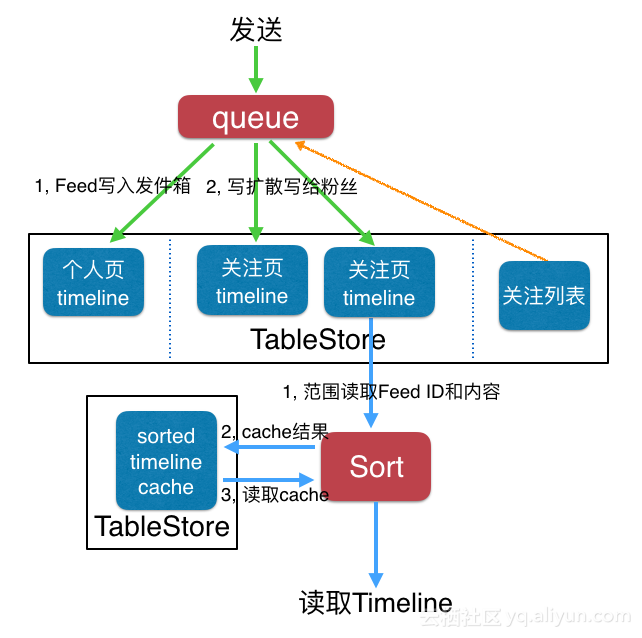 发送
queue
1, Feed写入发件箱
2, 写扩散写给粉丝
个人页
timeline
关注页
timeline
关注页
timeline
关注列表
TableStore
1, 范围读取Feed ID和内容
sorted
timeline
cache
2, cache结果
3, 读取cache
Sort
TableStore
读取Timeline
云栖社区 yq.aliyun.com